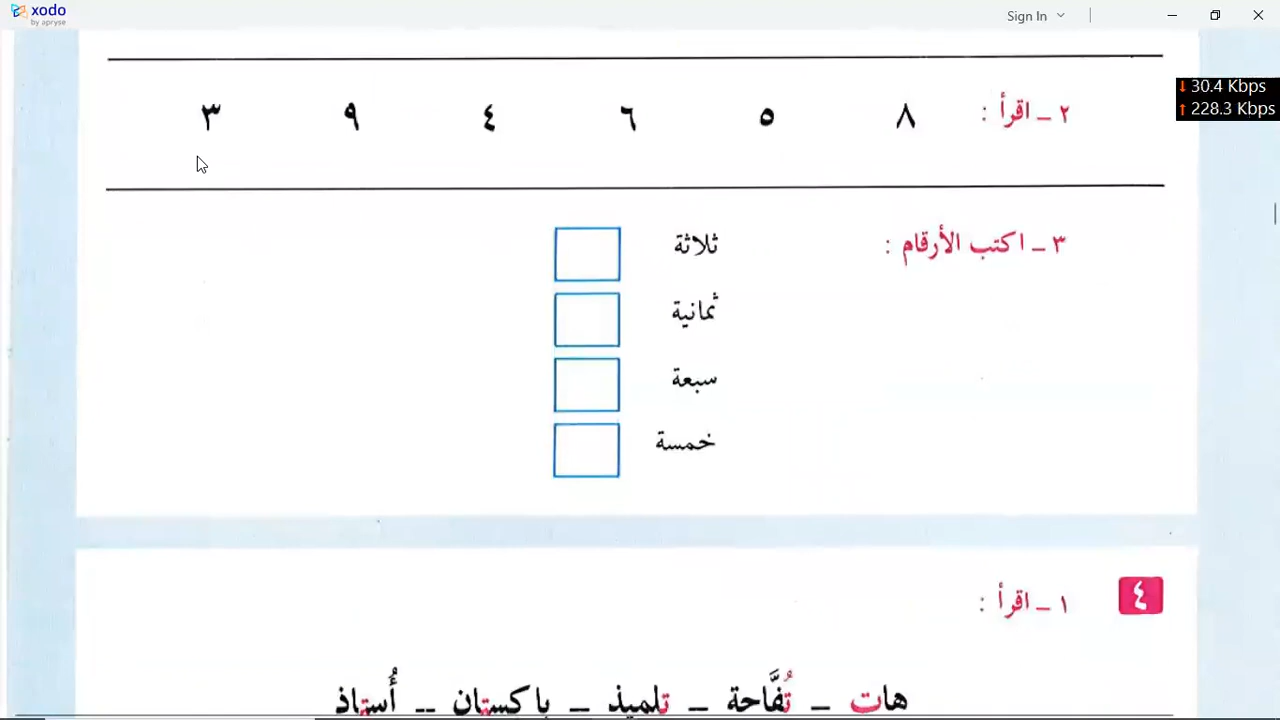 xodo
by apryse
Sign In
↓ 30.4 Kbps
↑ 228.3 Kbps
٢ - اقرأ : ٨ ٥ ٦ ٤ ٩ ٣
٣ - اكتب الأرقام :
ثلاثة
ثمانية
سبعة
خمسة
٤
١ - اقرأ :
هات - تُفَّاحة - تلميذ - باكستان -- أُستاذ